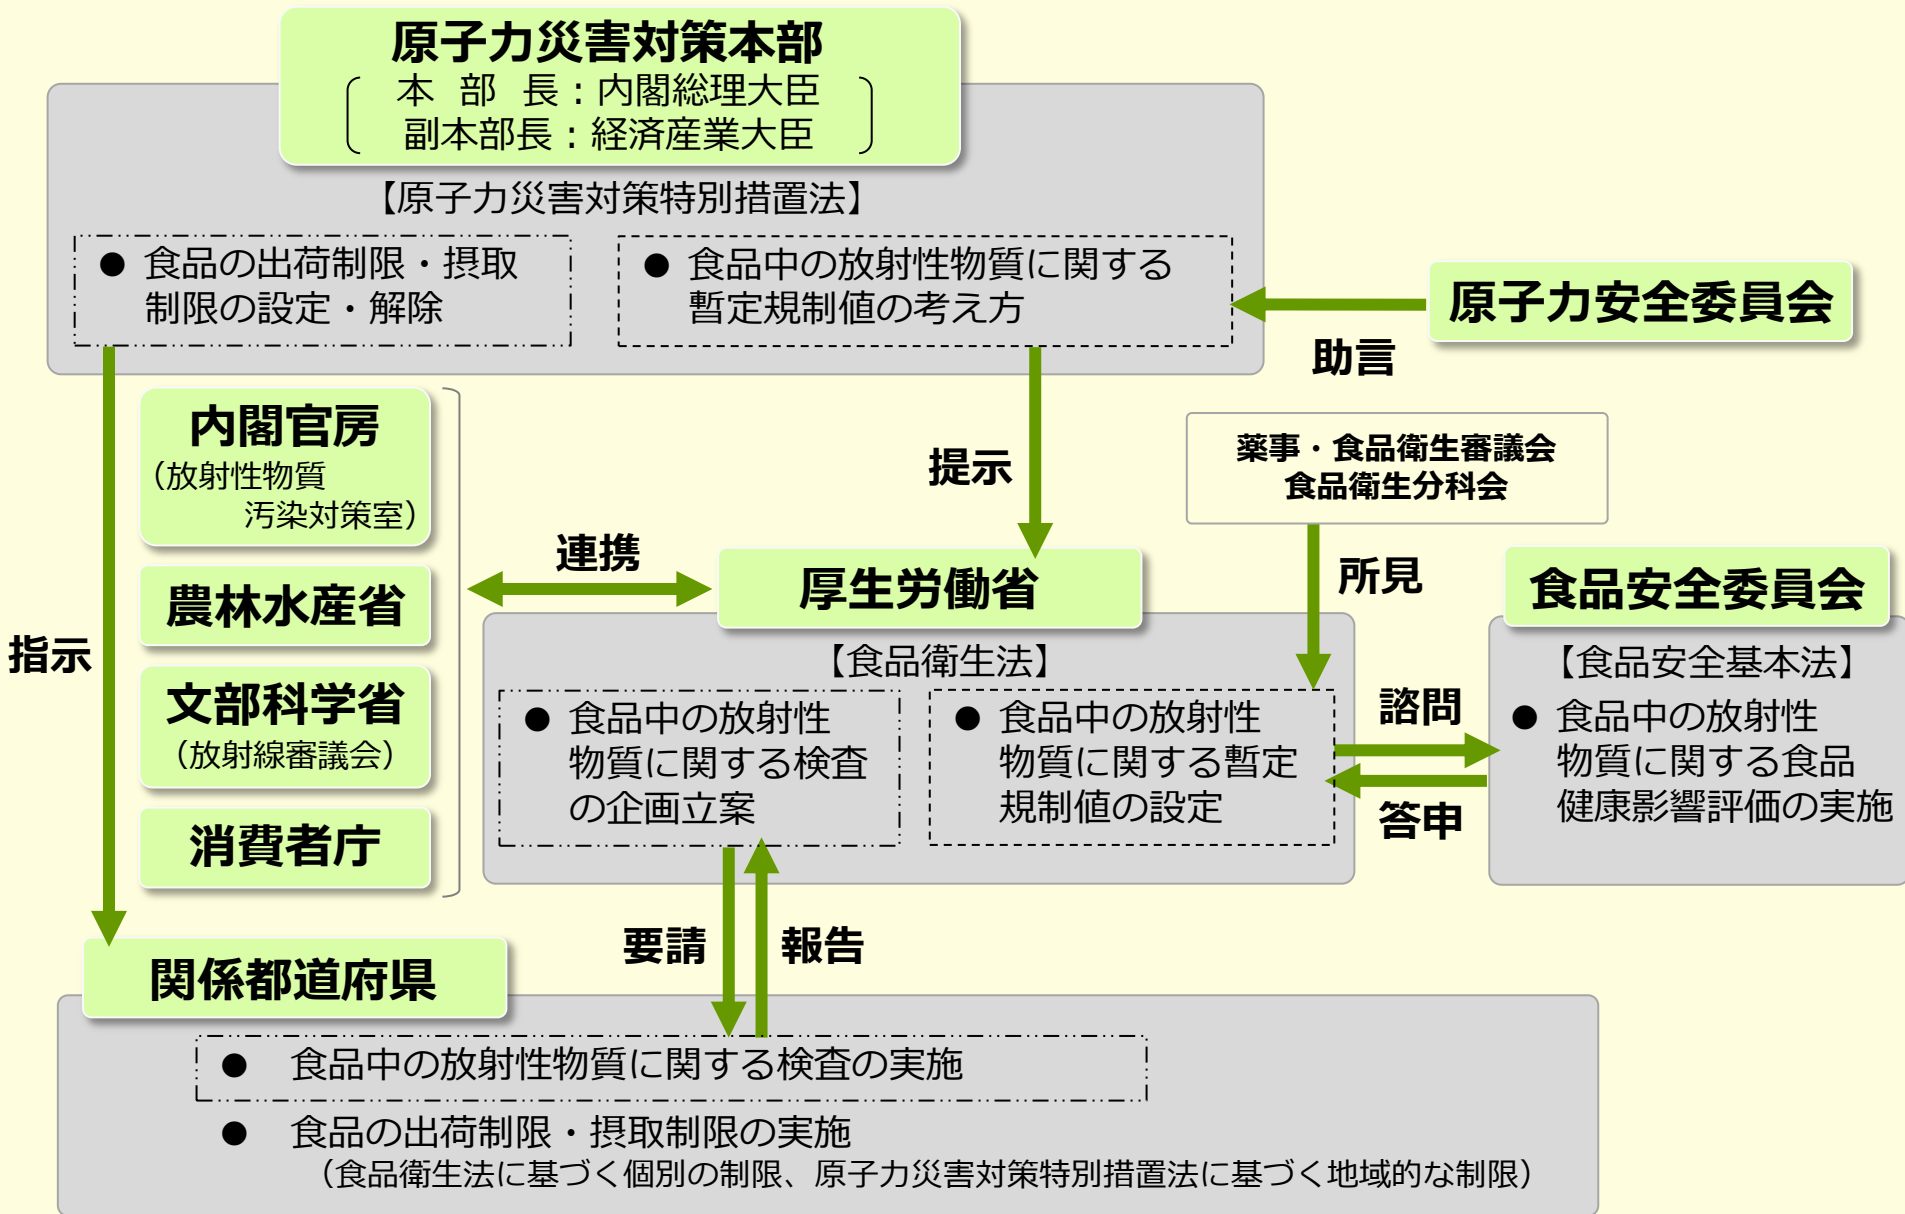 原子力災害対策本部
本 部 長：内閣総理大臣
副本部長：経済産業大臣
【原子力災害対策特別措置法】
● 食品の出荷制限・摂取
制限の設定・解除
● 食品中の放射性物質に関する
暫定規制値の考え方
原子力安全委員会
助言
内閣官房
（放射性物質
汚染対策室）
農林水産省
文部科学省
（放射線審議会）
消費者庁
指示
連携
提示
薬事・食品衛生審議会
食品衛生分科会
所見
厚生労働省
【食品衛生法】
● 食品中の放射性
物質に関する検査
の企画立案
● 食品中の放射性
物質に関する暫定
規制値の設定
諮問
答申
食品安全委員会
【食品安全基本法】
● 食品中の放射性
物質に関する食品
健康影響評価の実施
要請
報告
関係都道府県
● 食品中の放射性物質に関する検査の実施
● 食品の出荷制限・摂取制限の実施
（食品衛生法に基づく個別の制限、原子力災害対策特別措置法に基づく地域的な制限）